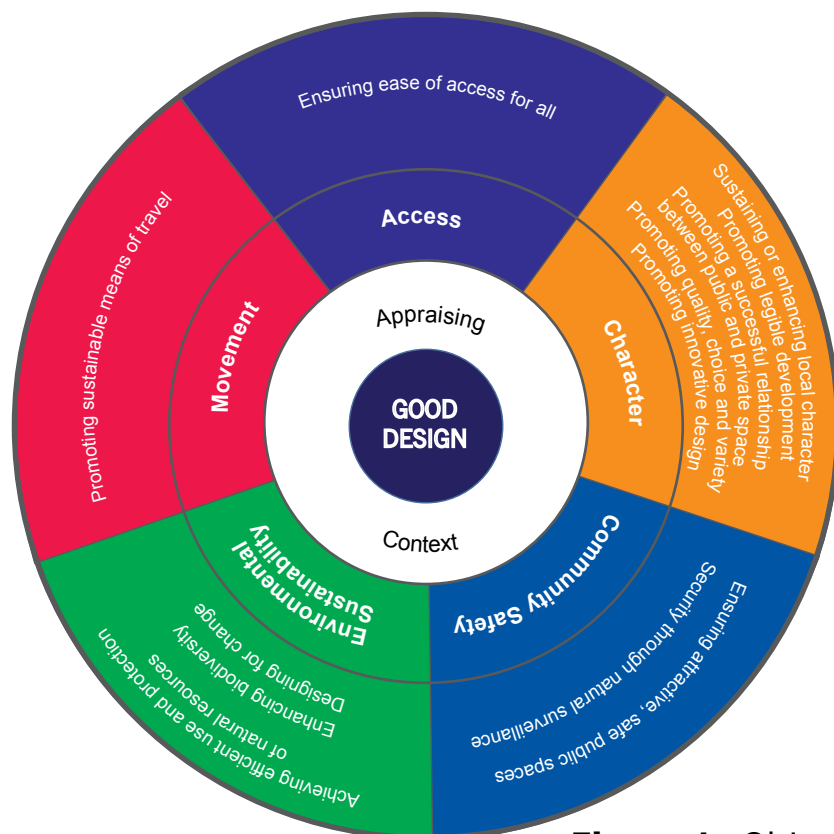 Ensuring ease of access for all
Access
Sustaining or enhancing local character
Promoting legible development
Promoting a successful relationship
between public and private space
Promoting quality, choice and variety
Promoting innovative design
Character
Community Safety
Ensuring attractive, safe public spaces
Security through natural surveillance
Environmental
Sustainability
Achieving efficient use and protection
of natural resources
Enhancing biodiversity
Designing for change
Movement
Promoting sustainable means of travel
Appraising
GOOD
DESIGN
Context